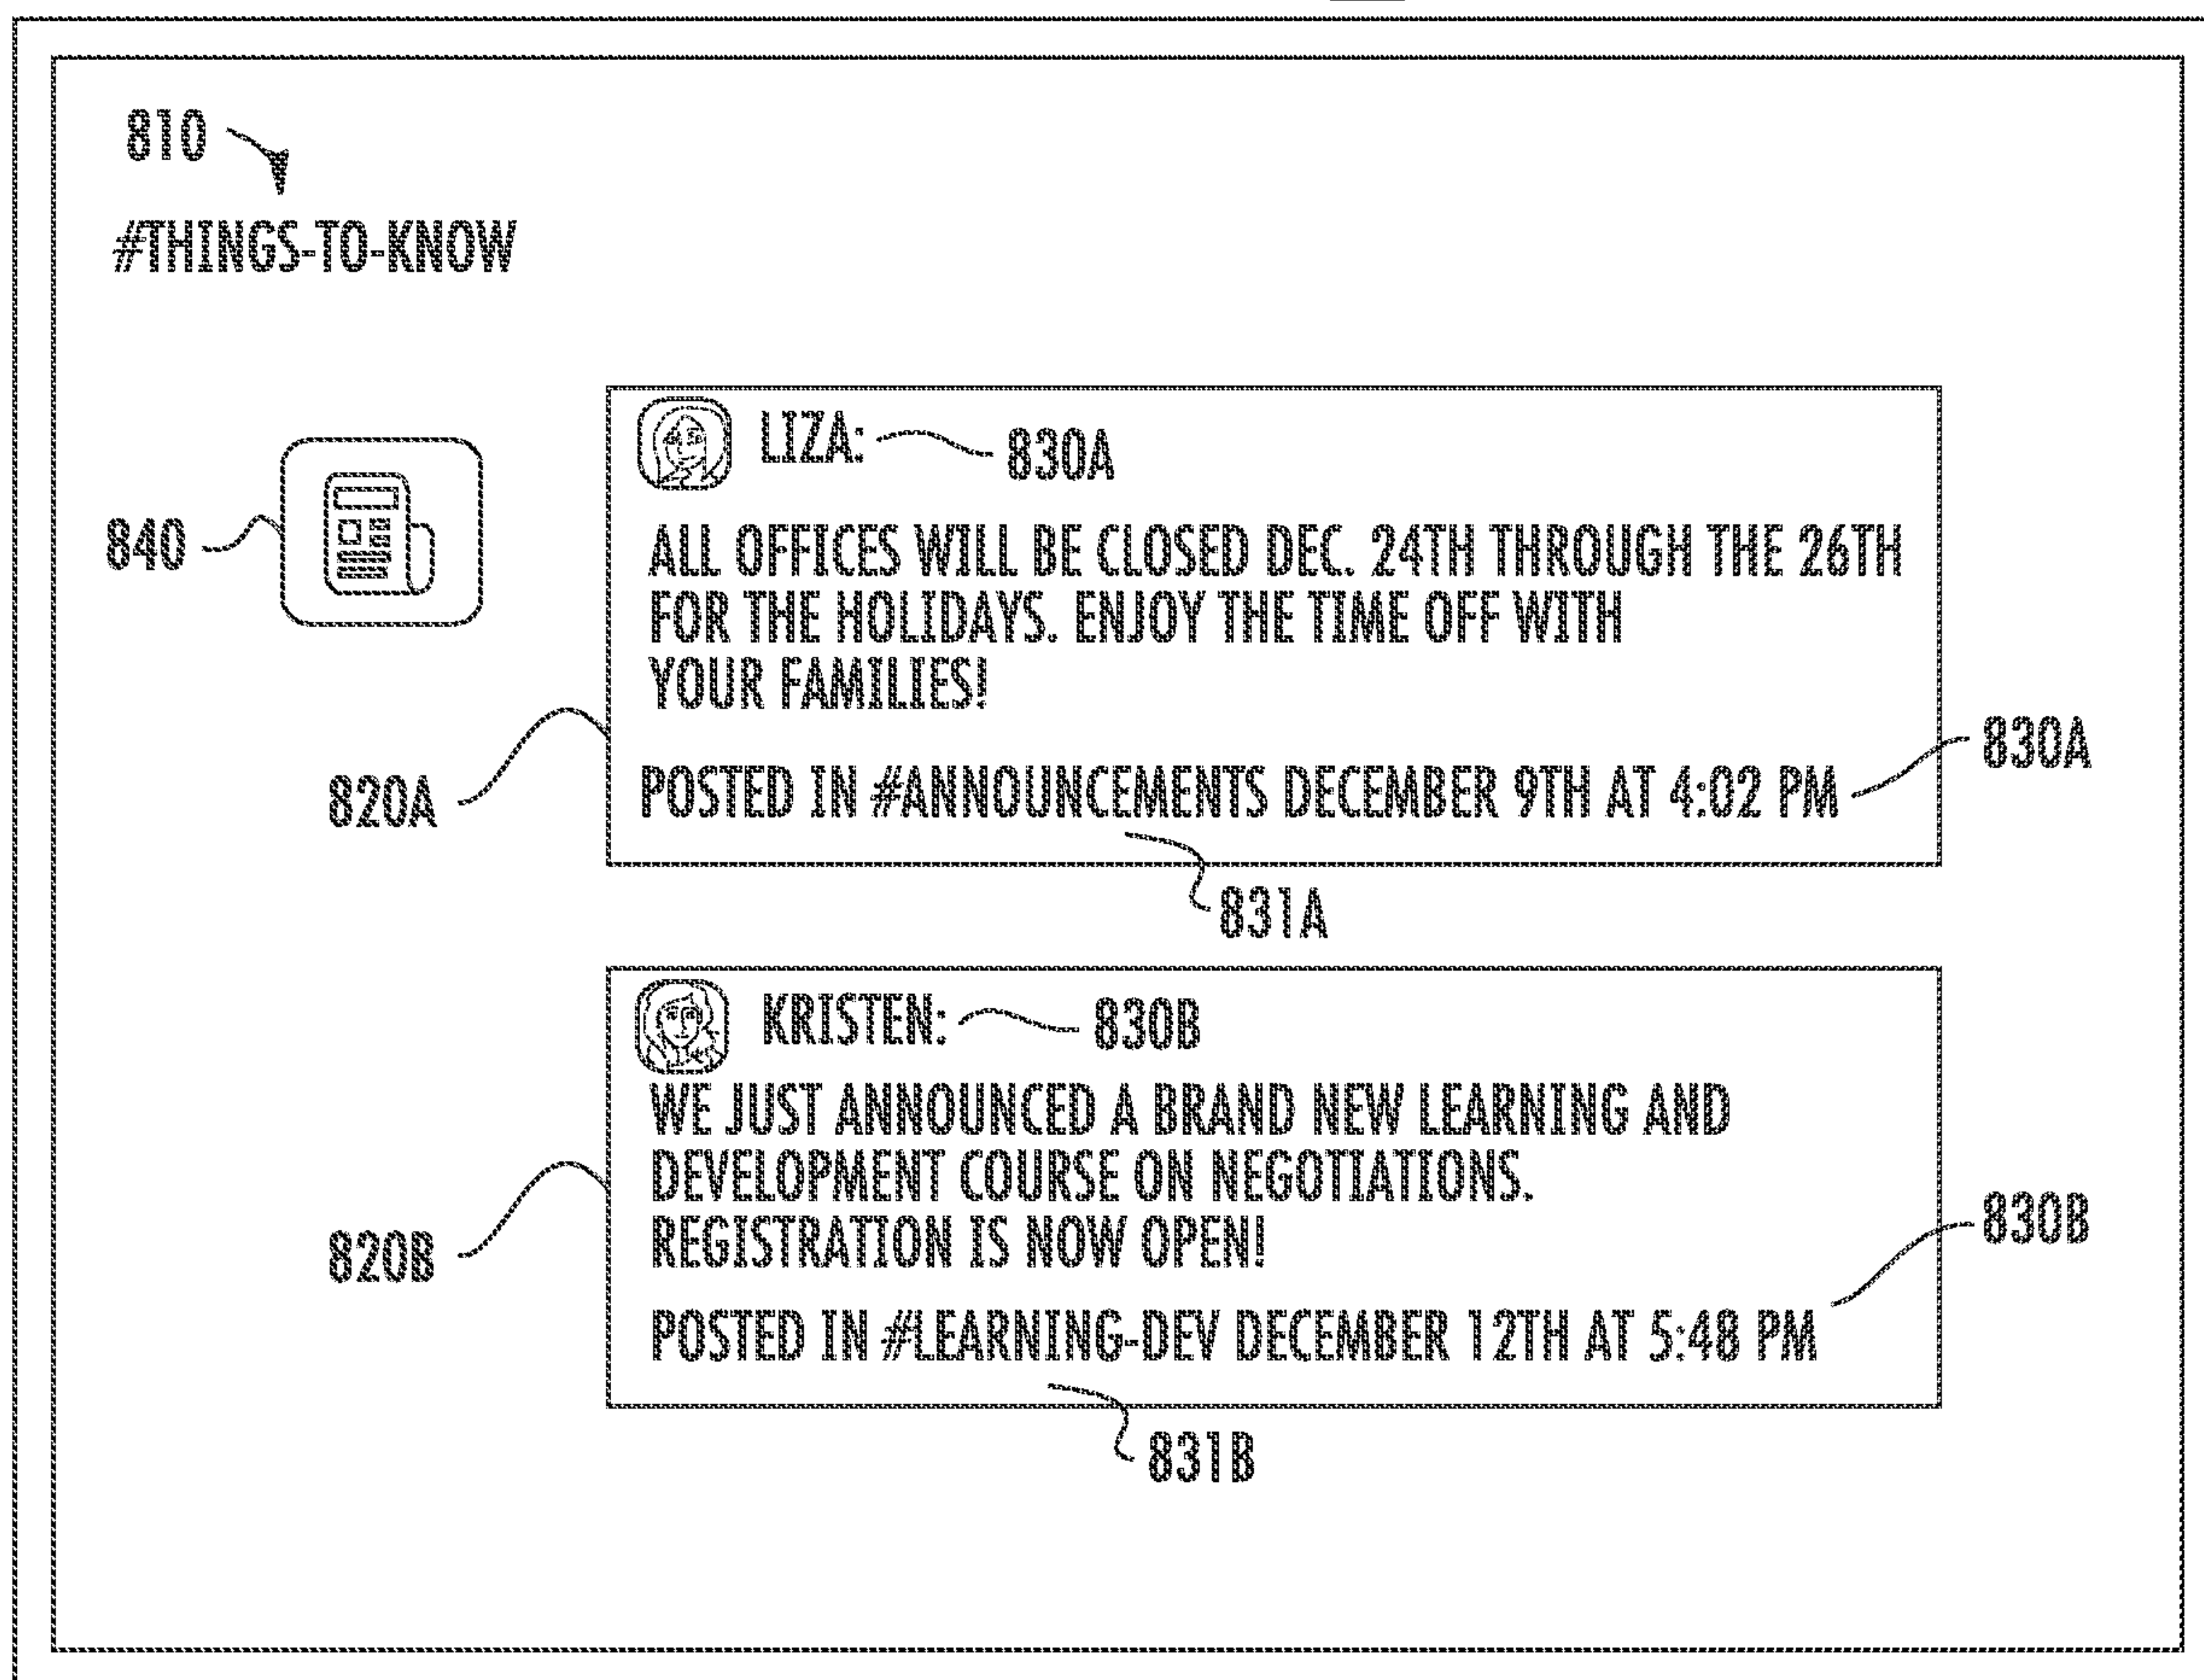 810
#THINGS-TO-KNOW
LIZA: 830A
840
ALL OFFICES WILL BE CLOSED DEC. 24TH THROUGH THE 26TH
FOR THE HOLIDAYS. ENJOY THE TIME OFF WITH
YOUR FAMILIES!
830A
820A
POSTED IN #ANNOUNCEMENTS DECEMBER 9TH AT 4:02 PM
831A
KRISTEN: 830B
WE JUST ANNOUNCED A BRAND NEW LEARNING AND
DEVELOPMENT COURSE ON NEGOTIATIONS.
REGISTRATION IS NOW OPEN!
830B
820B
POSTED IN #LEARNING-DEV DECEMBER 12TH AT 5:48 PM
831B